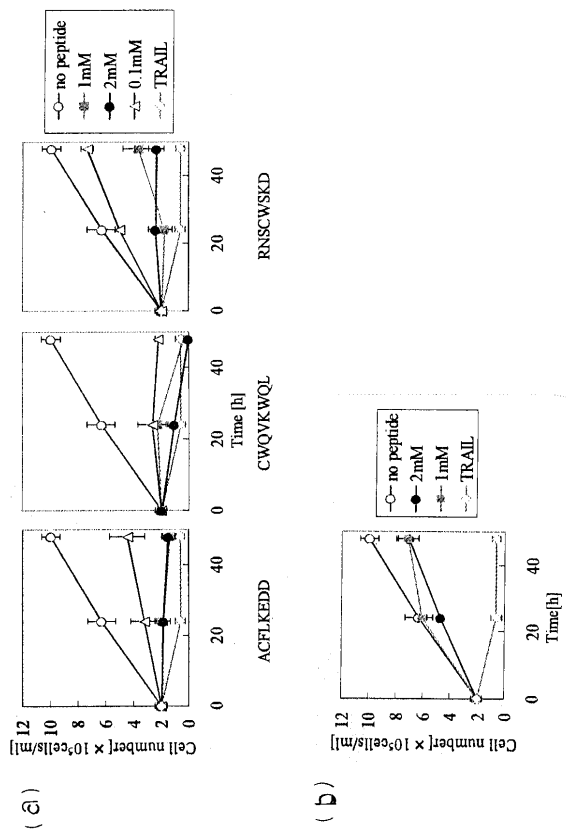 (a)
Cell number[×10⁵cells/ml]
12
10
8
6
4
2
0
0
20
40
ACFLKEDD
0
20
40
Time [h]
CWQVKWQL
0
20
40
RNSCWSKD
no peptide
1mM
2mM
0.1mM
TRAIL
(b)
Cell number[×10⁵cells/ml]
12
10
8
6
4
2
0
0
20
40
Time[h]
no peptide
2mM
1mM
TRAIL